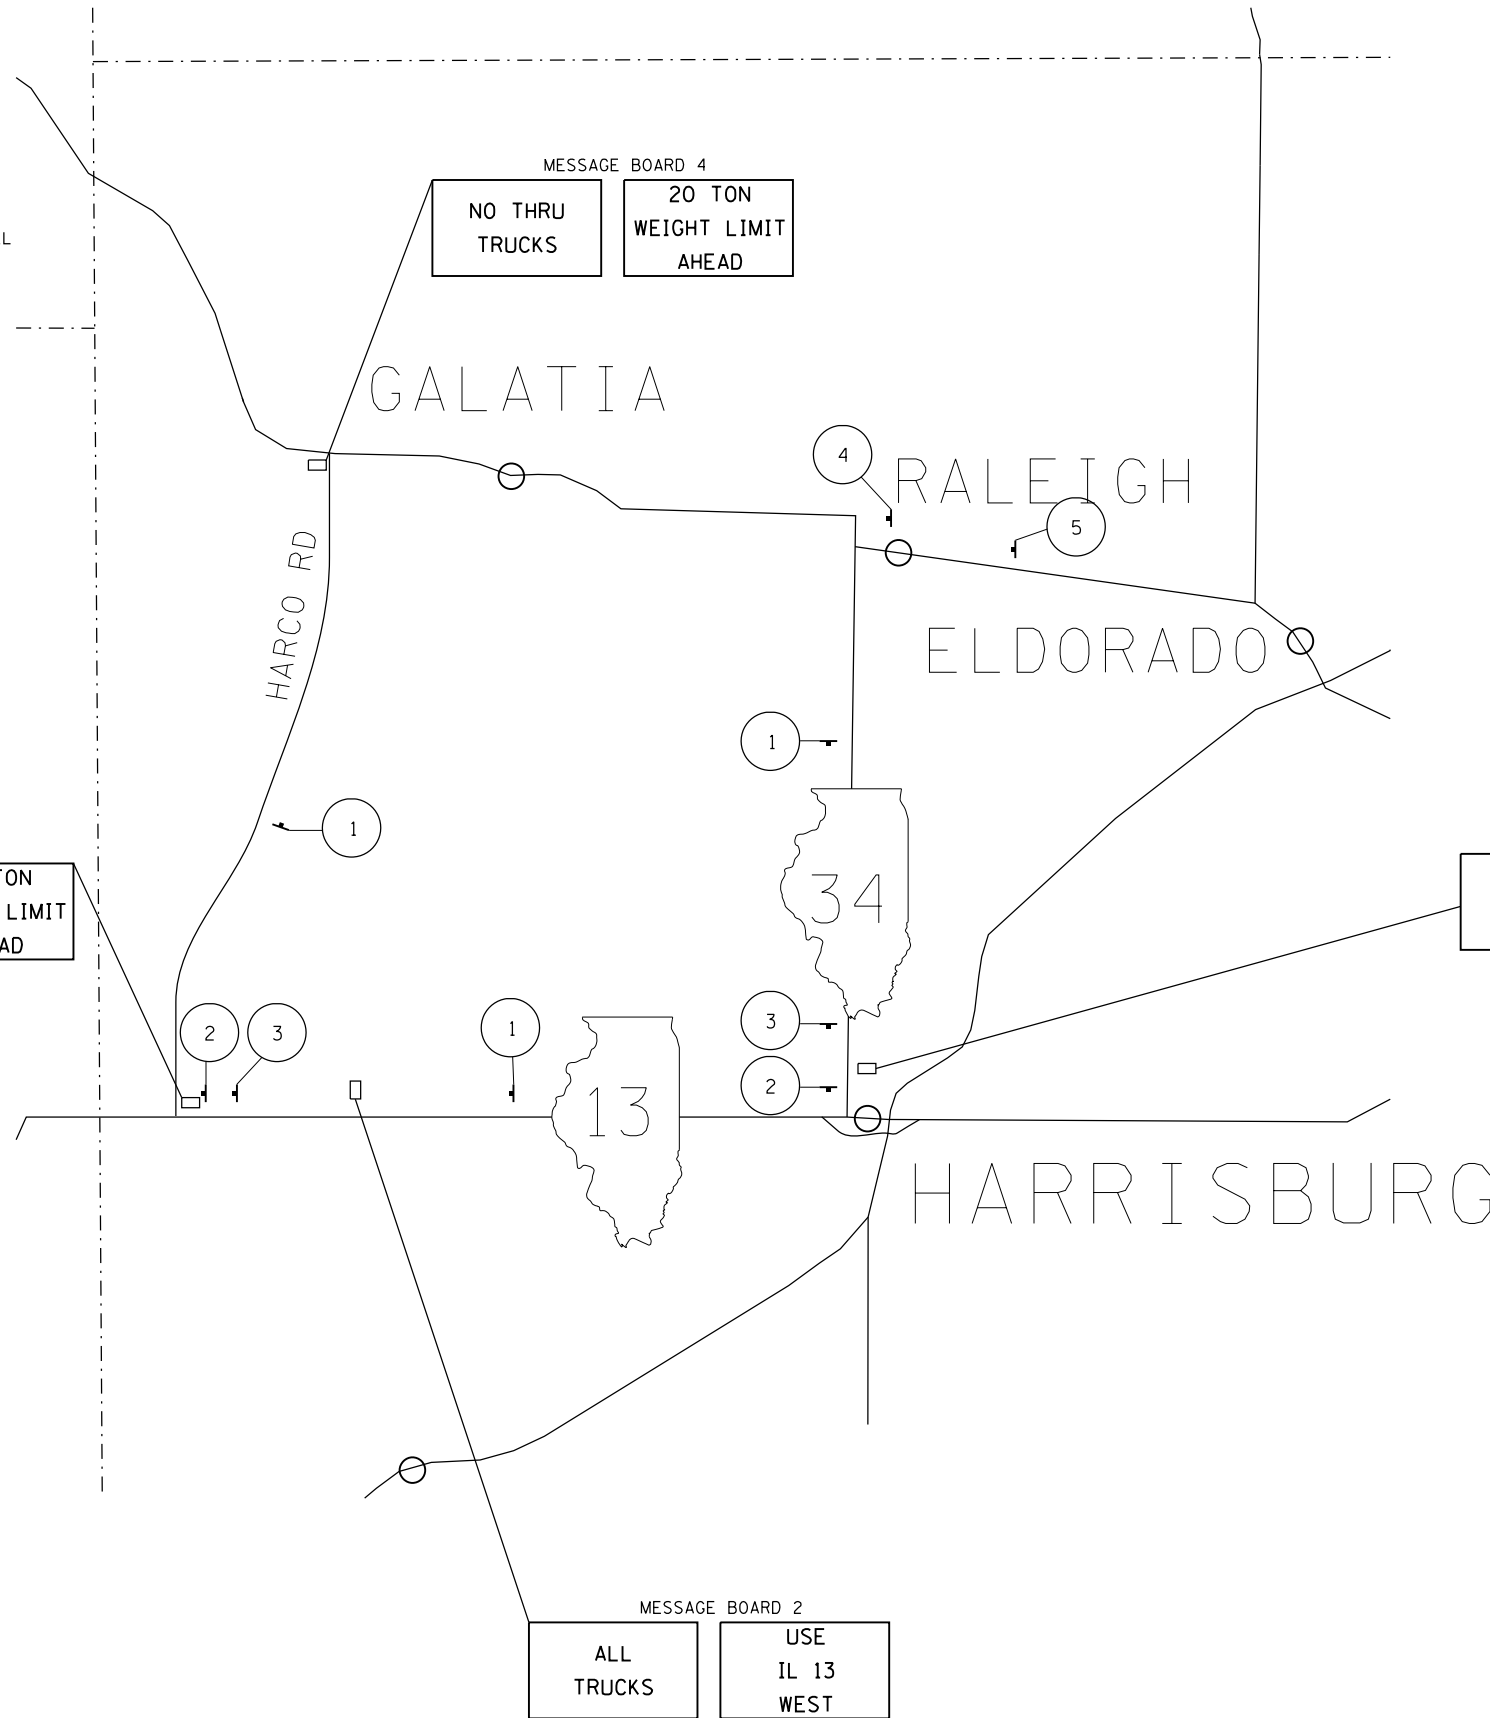 MESSAGE BOARD 4
NO THRU
TRUCKS
20 TON
WEIGHT LIMIT
AHEAD
L
GALATIA
4
RALEIGH
5
HARCO RD
ELDORADO
1
1
TON
LIMIT
AD
34
2
3
1
3
2
13
HARRISBURG
MESSAGE BOARD 2
ALL
TRUCKS
USE
IL 13
WEST